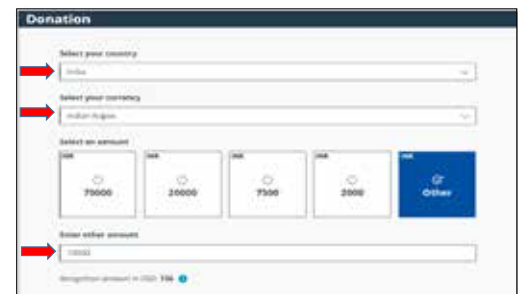 Donation
Select your country
India
Select your currency
Indian Rupee
Select an amount
INR INR INR INR
70000 20000 7500 2000 Other
Enter other amount
Recognition amount in USD 156